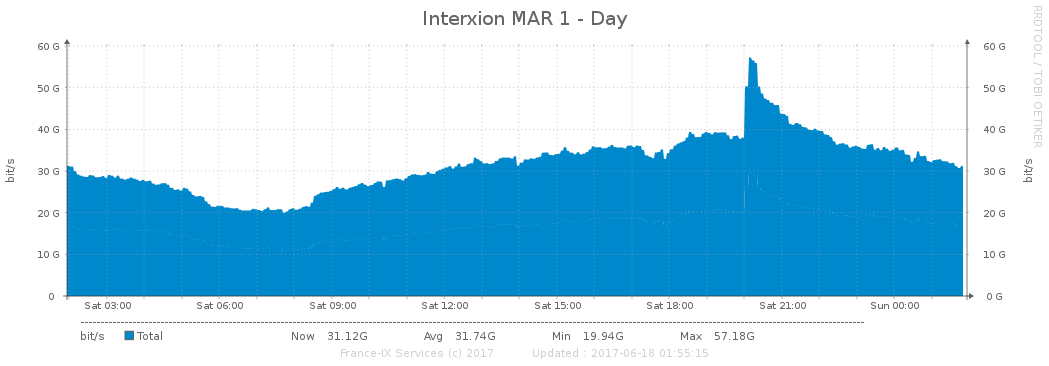 Interxion MAR 1 - Day
RRDTOOL / TOBI OETIKER
60 G 60 G
50 G 50 G
40 G 40 G
30 G 30 G
20 G 20 G
10 G 10 G
0 0 G
bit/s bit/s
Sat 03:00 Sat 06:00 Sat 09:00 Sat 12:00 Sat 15:00 Sat 18:00 Sat 21:00 Sun 00:00
bit/s Total Now 31.12G Avg 31.74G Min 19.94G Max 57.18G
France-IX Services (c) 2017 Updated : 2017-06-18 01:55:15